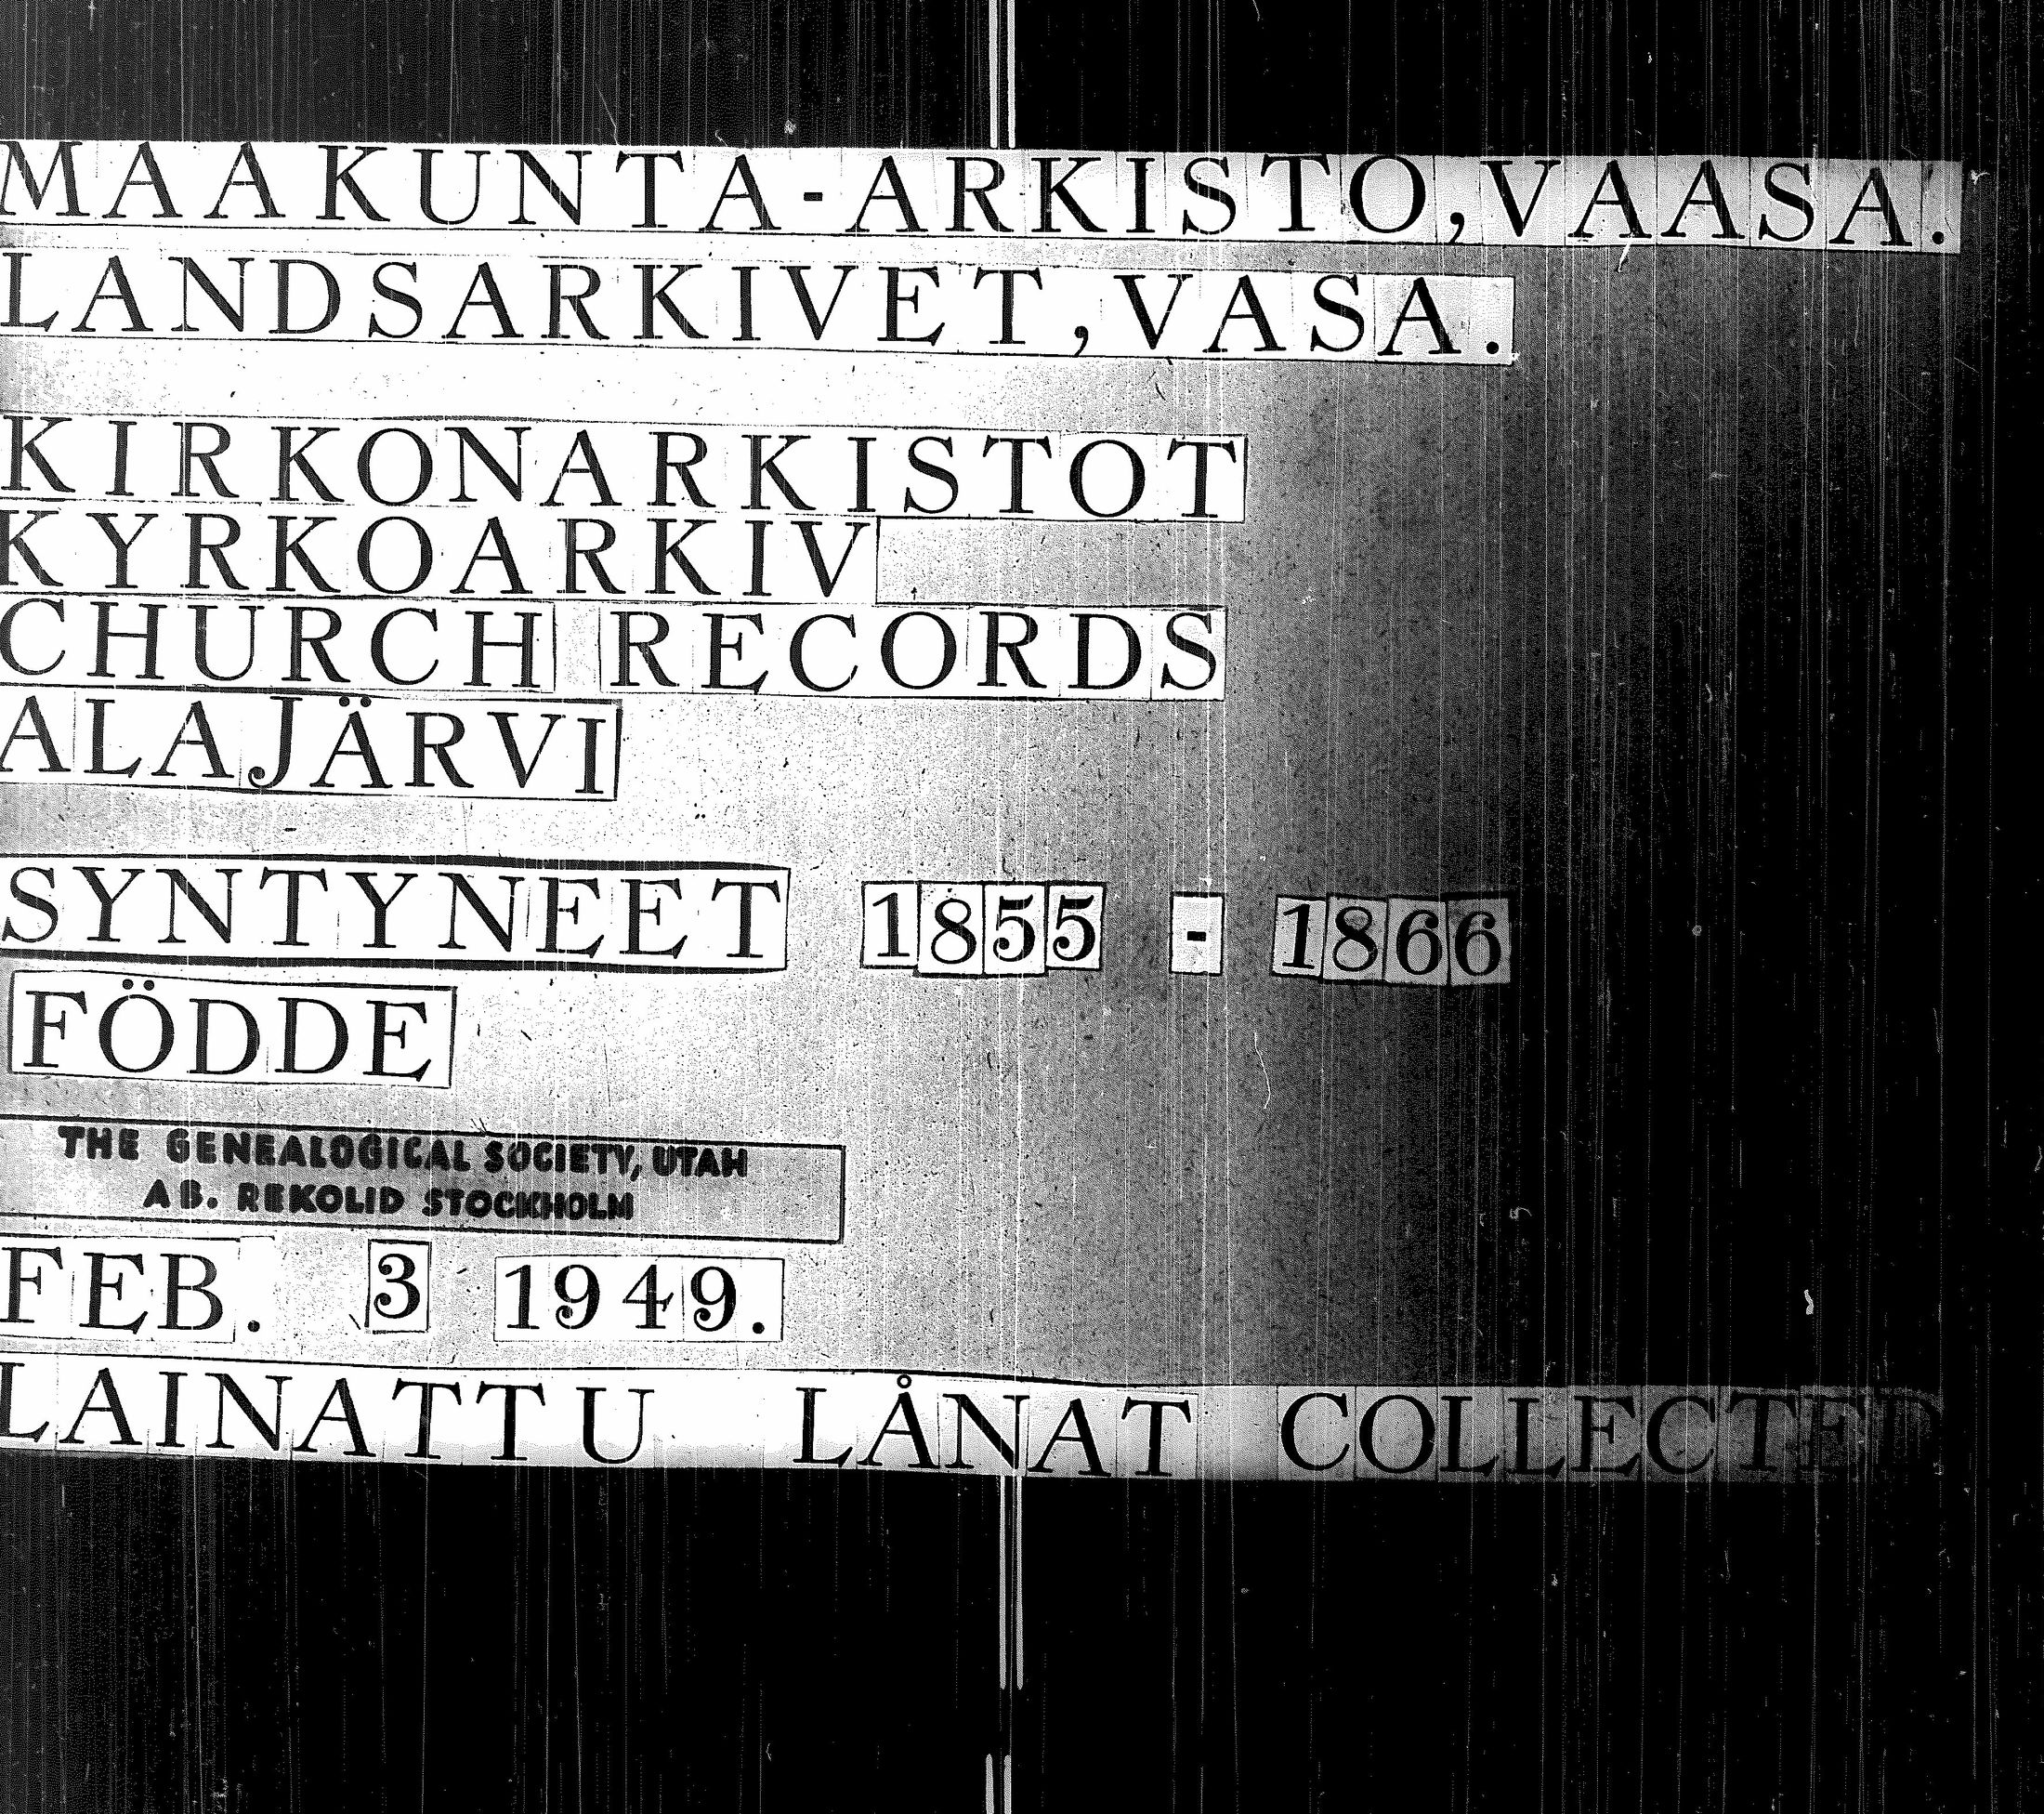 MAAKUNTA-ARKISTO, VAASA.
LANDSARKIVET, VASA.
KIRKONARKISTOT
KYRKOARKIV
CHURCH RECORDS
ALAJÄRVI
SYNTYNEET 1855 - 1866
FÖDDE
THE GENEALOGICAL SOCIETY, UTAH
AB. REKOLID STOCKHOLM
FEB. 3 1949.
LAINATTU LÅNAT COLLECTED